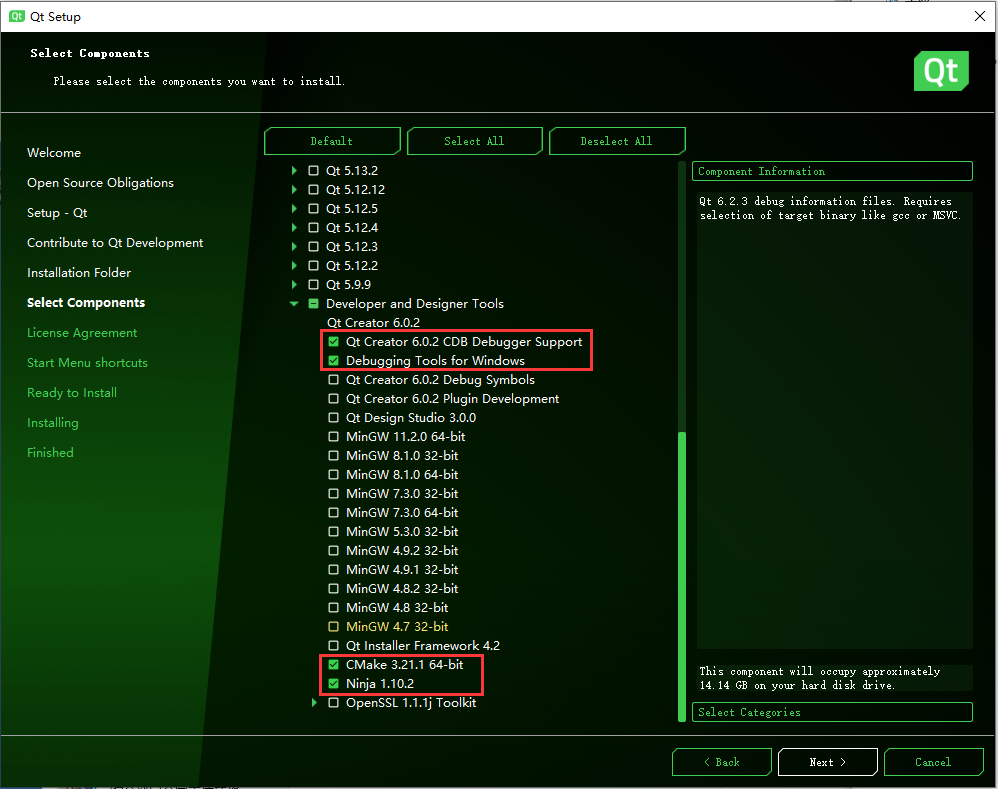 Qt Setup
Select Components
Please select the components you want to install.
Qt
Welcome
Open Source Obligations
Setup - Qt
Contribute to Qt Development
Installation Folder
Select Components
License Agreement
Start Menu shortcuts
Ready to Install
Installing
Finished
Default
Select All
Deselect All
Qt 5.13.2
Qt 5.12.12
Qt 5.12.5
Qt 5.12.4
Qt 5.12.3
Qt 5.12.2
Qt 5.9.9
Developer and Designer Tools
Qt Creator 6.0.2
Qt Creator 6.0.2 CDB Debugger Support
Debugging Tools for Windows
Qt Creator 6.0.2 Debug Symbols
Qt Creator 6.0.2 Plugin Development
Qt Design Studio 3.0.0
MinGW 11.2.0 64-bit
MinGW 8.1.0 32-bit
MinGW 8.1.0 64-bit
MinGW 7.3.0 32-bit
MinGW 7.3.0 64-bit
MinGW 5.3.0 32-bit
MinGW 4.9.2 32-bit
MinGW 4.9.1 32-bit
MinGW 4.8.2 32-bit
MinGW 4.8 32-bit
MinGW 4.7 32-bit
Qt Installer Framework 4.2
CMake 3.21.1 64-bit
Ninja 1.10.2
OpenSSL 1.1.1j Toolkit
Component Information
Qt 6.2.3 debug information files. Requires
selection of target binary like gcc or MSVC.
This component will occupy approximately
14.14 GB on your hard disk drive.
Select Categories
< Back
Next >
Cancel